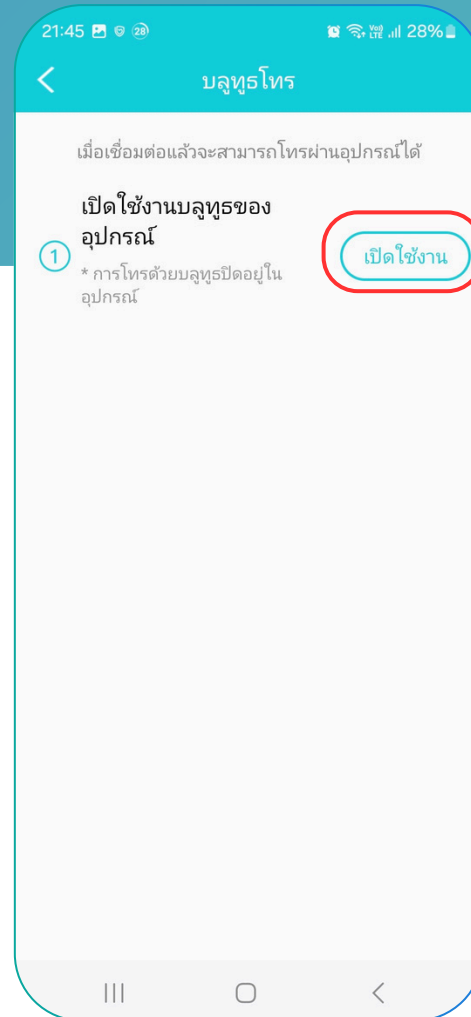 21:45 28 Vo) LTE 28%
บลูทูธโทร
เมื่อเชื่อมต่อแล้วจะสามารถโทรผ่านอุปกรณ์ได้
เปิดใช้งานบลูทูธของ
อุปกรณ์
1
* การโทรด้วยบลูทูธปิดอยู่ใน
อุปกรณ์
เปิดใช้งาน